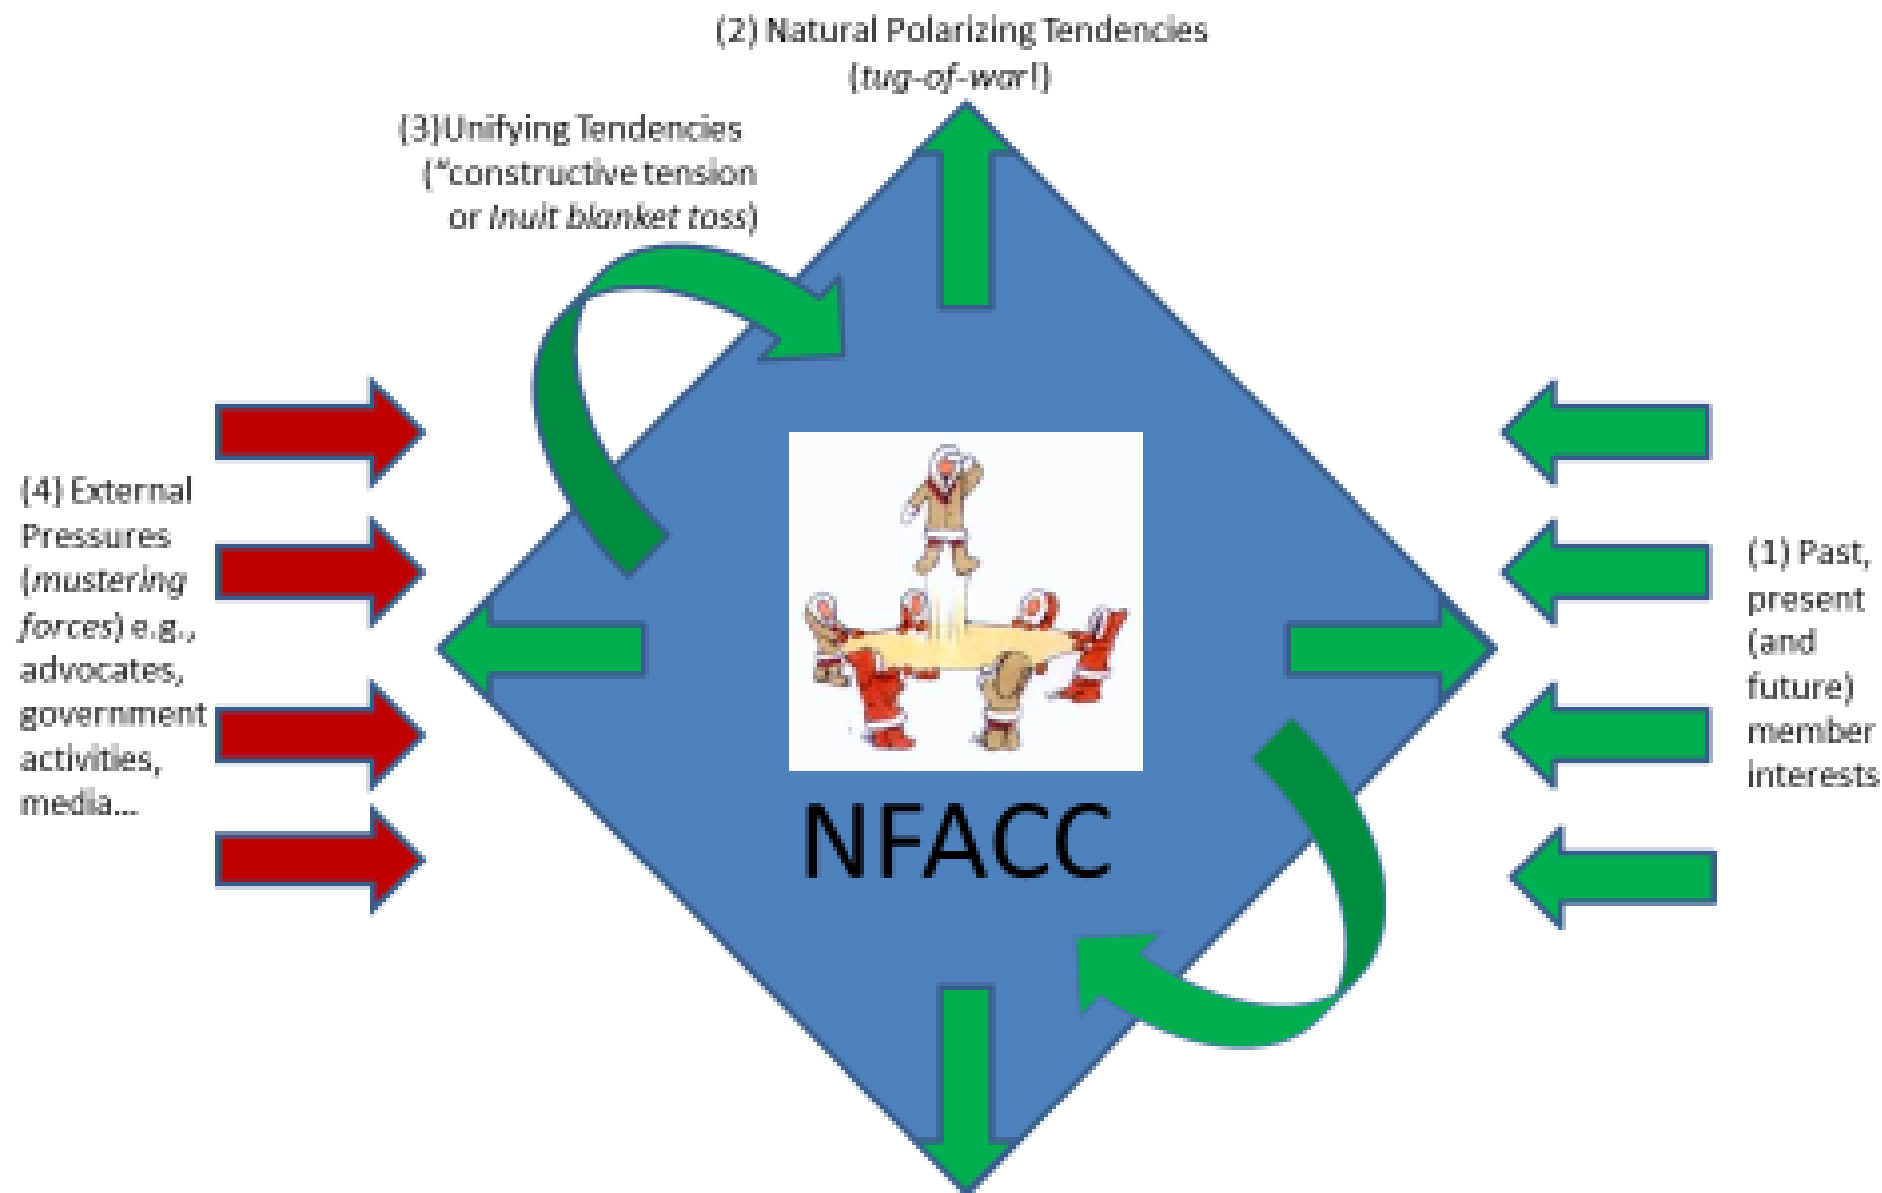 (2) Natural Polarizing Tendencies
(tug-of-war!)
(3)Unifying Tendencies
("constructive tension
or Inuit blanket toss)
(4) External
Pressures
(mustering
forces) e.g.,
advocates,
government
activities,
media...
(1) Past,
present
(and
future)
member
interests
NFACC